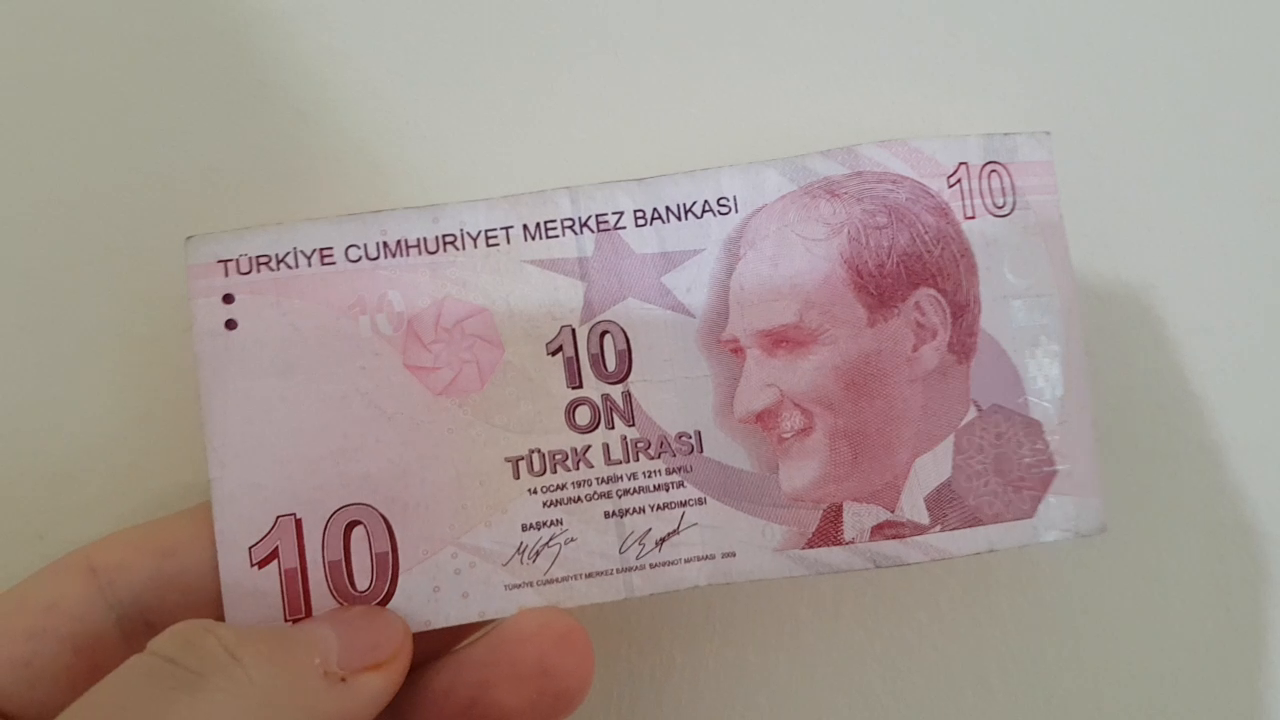 TÜRKİYE CUMHURİYET MERKEZ BANKASI
10
10
10
ON
TÜRK LİRASI
14 OCAK 1970 TARİH VE 1211 SAYILI
KANUNA GÖRE ÇIKARILMIŞTIR.
BAŞKAN BAŞKAN YARDIMCISI
10
TÜRKİYE CUMHURİYET MERKEZ BANKASI BANKNOT MATBAASI 2009